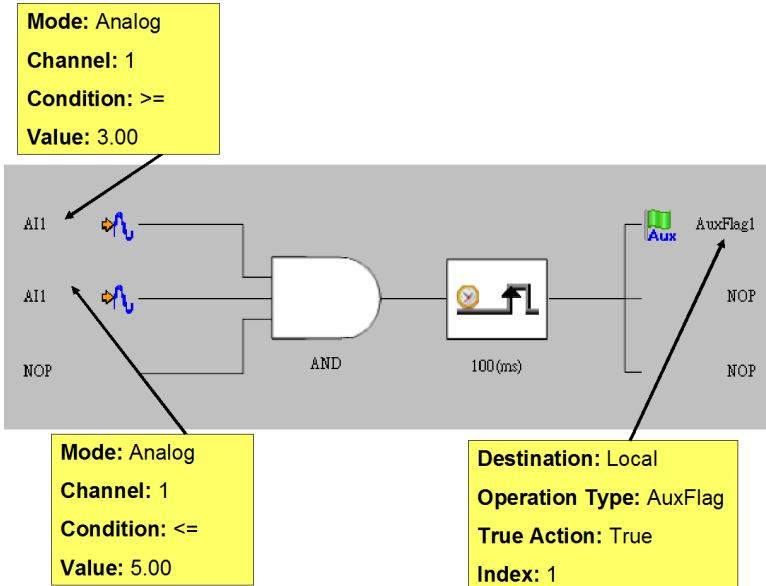 Mode: Analog
Channel: 1
Condition: >=
Value: 3.00
AI1
Aux
AuxFlag1
AI1
NOP
NOP
AND
100(ms)
NOP
Mode: Analog
Channel: 1
Condition: <=
Value: 5.00
Destination: Local
Operation Type: AuxFlag
True Action: True
Index: 1